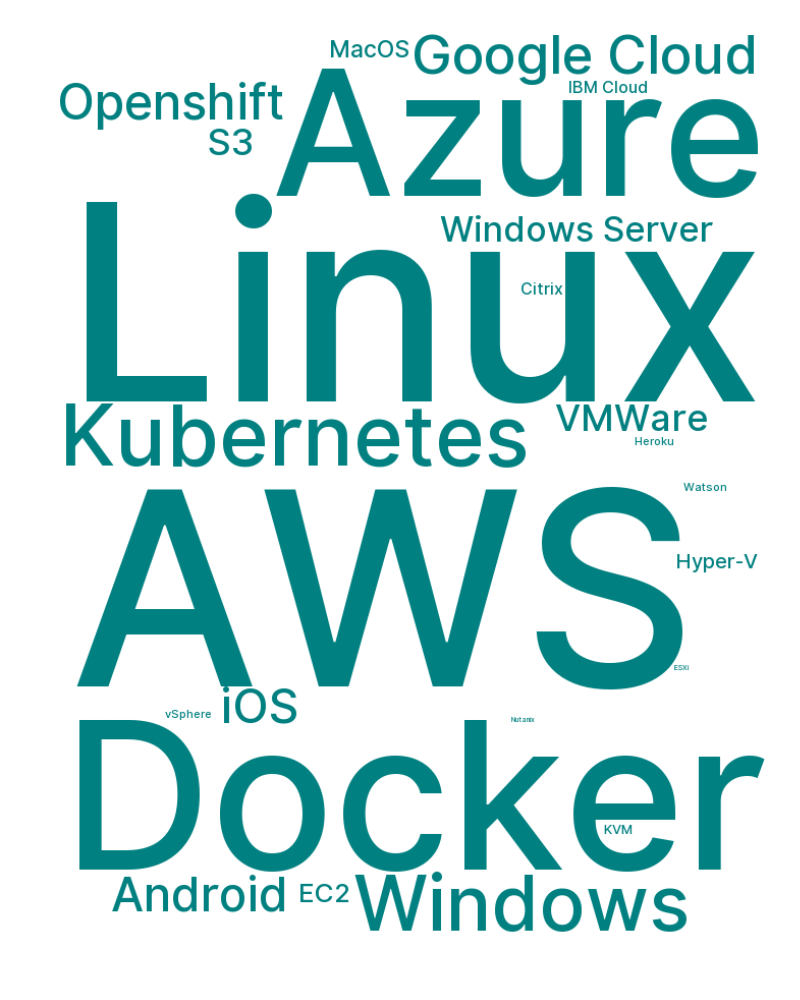 MacOS
Google Cloud
Openshift
IBM Cloud
Azure
S3
Linux
Windows Server
Citrix
Kubernetes
VMWare
Heroku
AWS
Watson
Hyper-V
ESXi
iOS
vSphere
Nutanix
Docker
KVM
Android
EC2
Windows